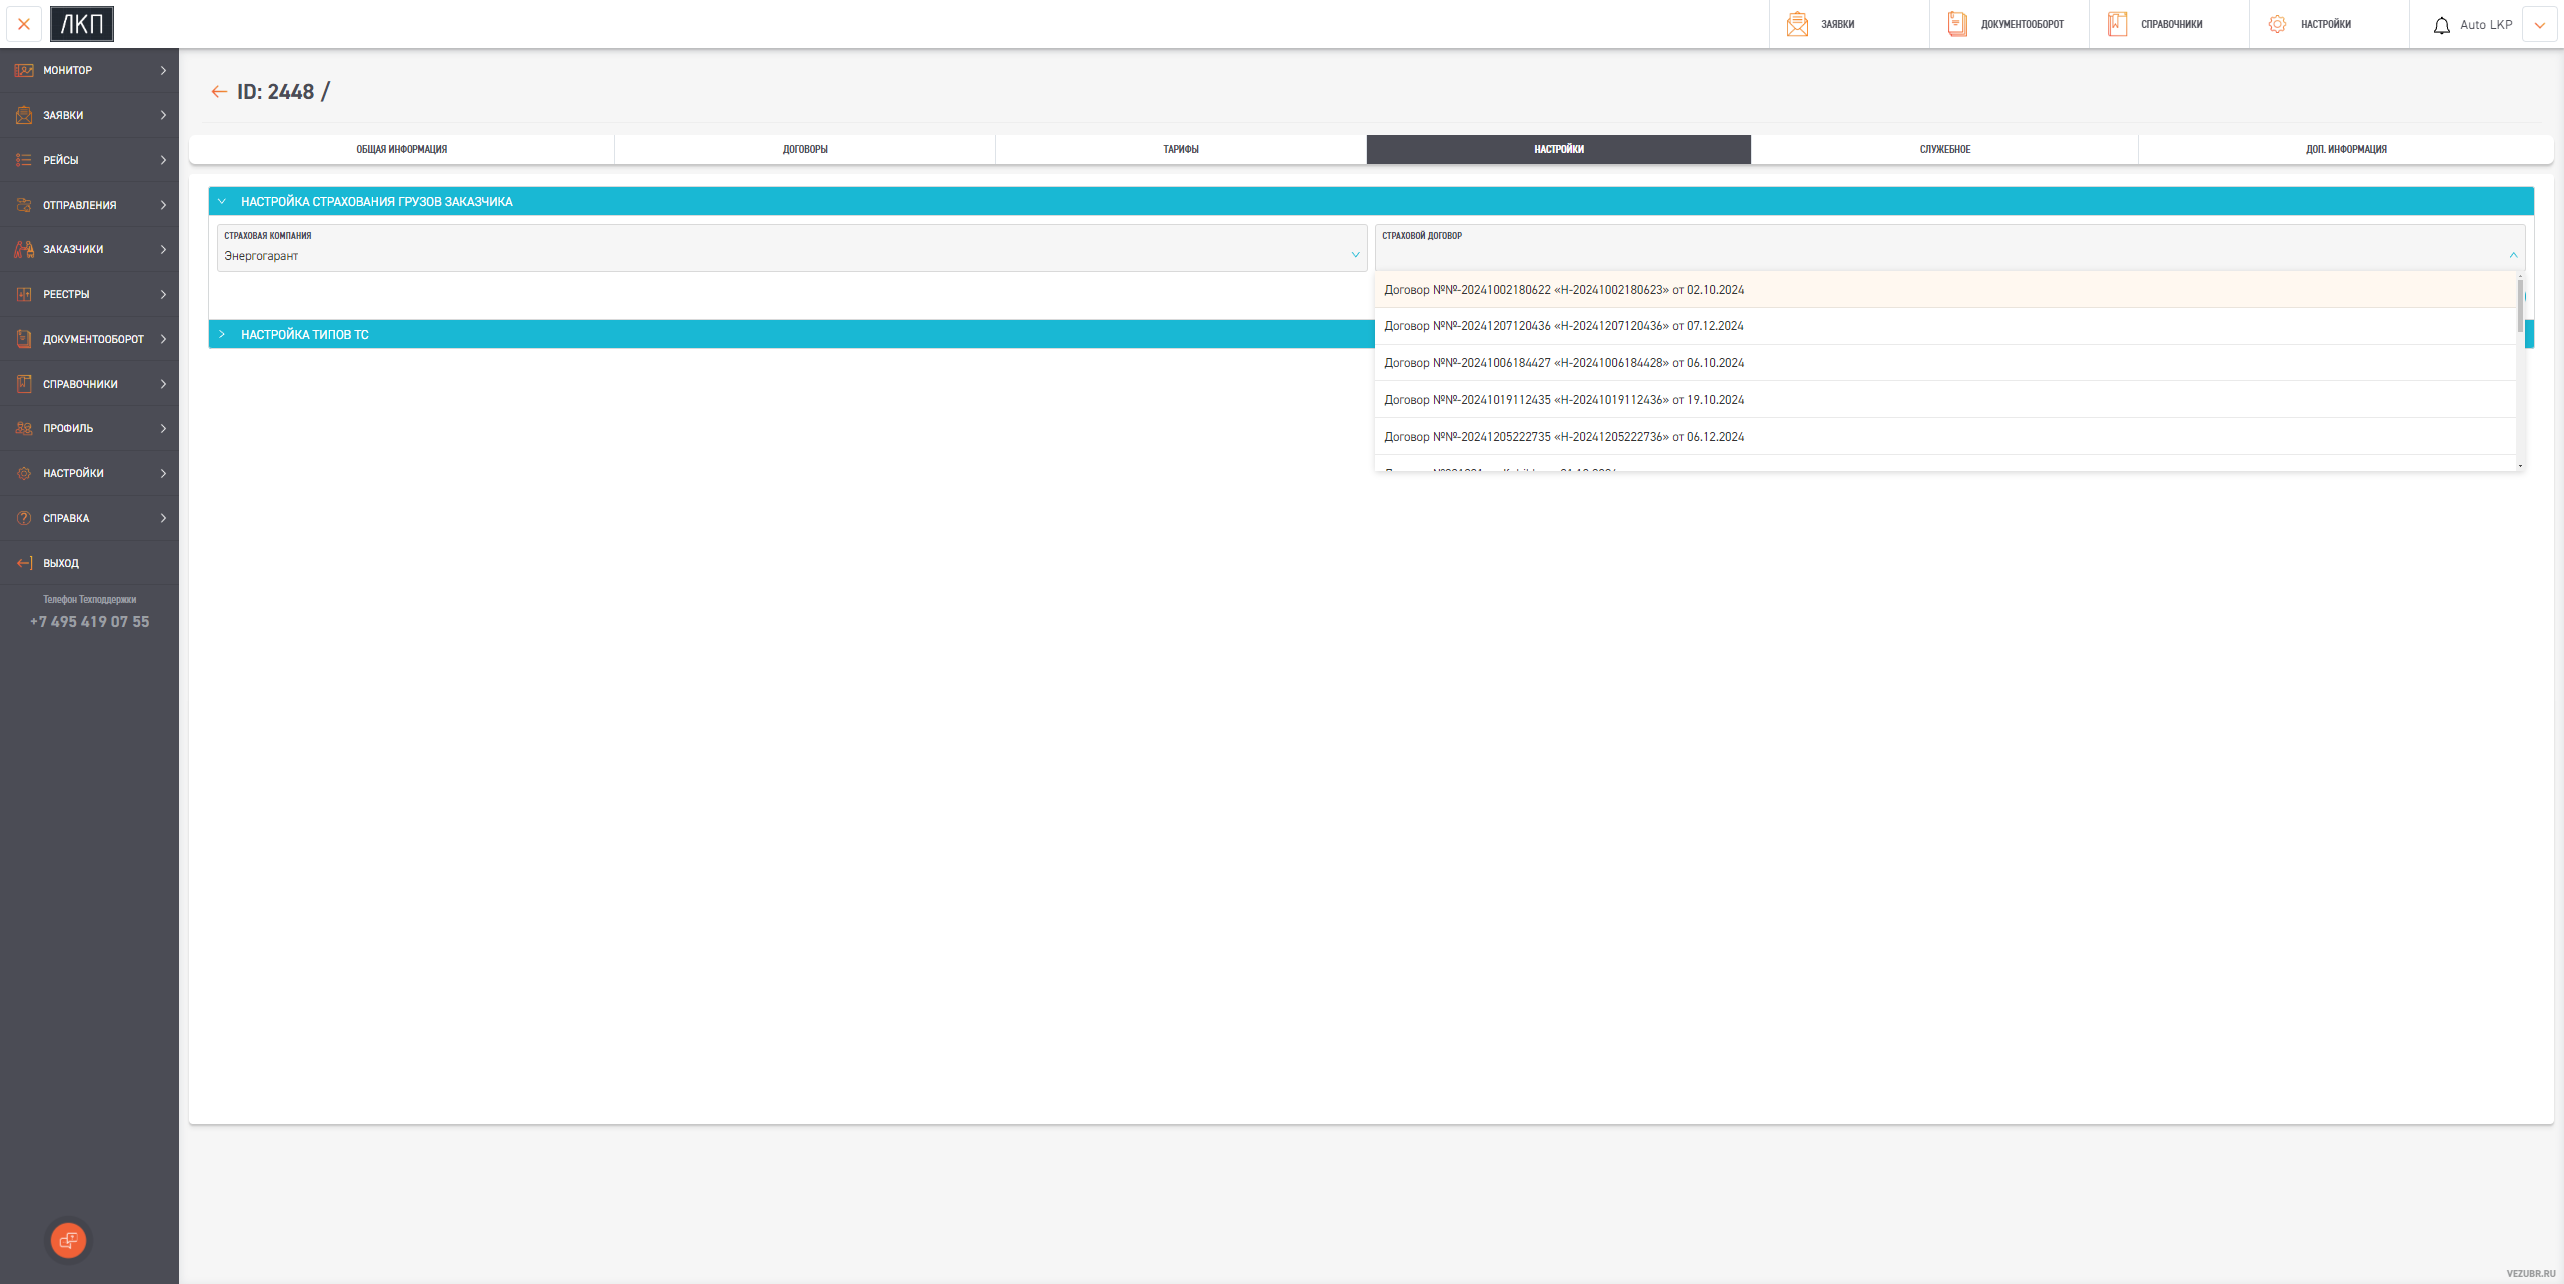 ЛКП
ЗАЯВКИ
ДОКУМЕНТООБОРОТ
СПРАВОЧНИКИ
НАСТРОЙКИ
Auto LKP
МОНИТОР
ЗАЯВКИ
РЕЙСЫ
ОТПРАВЛЕНИЯ
ЗАКАЗЧИКИ
РЕЕСТРЫ
ДОКУМЕНТООБОРОТ
СПРАВОЧНИКИ
ПРОФИЛЬ
НАСТРОЙКИ
СПРАВКА
ВЫХОД
Телефон Техподдержки
+7 495 419 07 55
ID: 2448 /
ОБЩАЯ ИНФОРМАЦИЯ
ДОГОВОРЫ
ТАРИФЫ
НАСТРОЙКИ
СЛУЖЕБНОЕ
ДОП. ИНФОРМАЦИЯ
НАСТРОЙКА СТРАХОВАНИЯ ГРУЗОВ ЗАКАЗЧИКА
СТРАХОВАЯ КОМПАНИЯ
Энергогарант
СТРАХОВОЙ ДОГОВОР
Договор №№-20241002180622 «Н-20241002180623» от 02.10.2024
Договор №№-20241207120436 «Н-20241207120436» от 07.12.2024
Договор №№-20241006184427 «Н-20241006184428» от 06.10.2024
Договор №№-20241019112435 «Н-20241019112436» от 19.10.2024
Договор №№-20241205222735 «Н-20241205222736» от 06.12.2024
НАСТРОЙКА ТИПОВ ТС
VEZUBR.RU